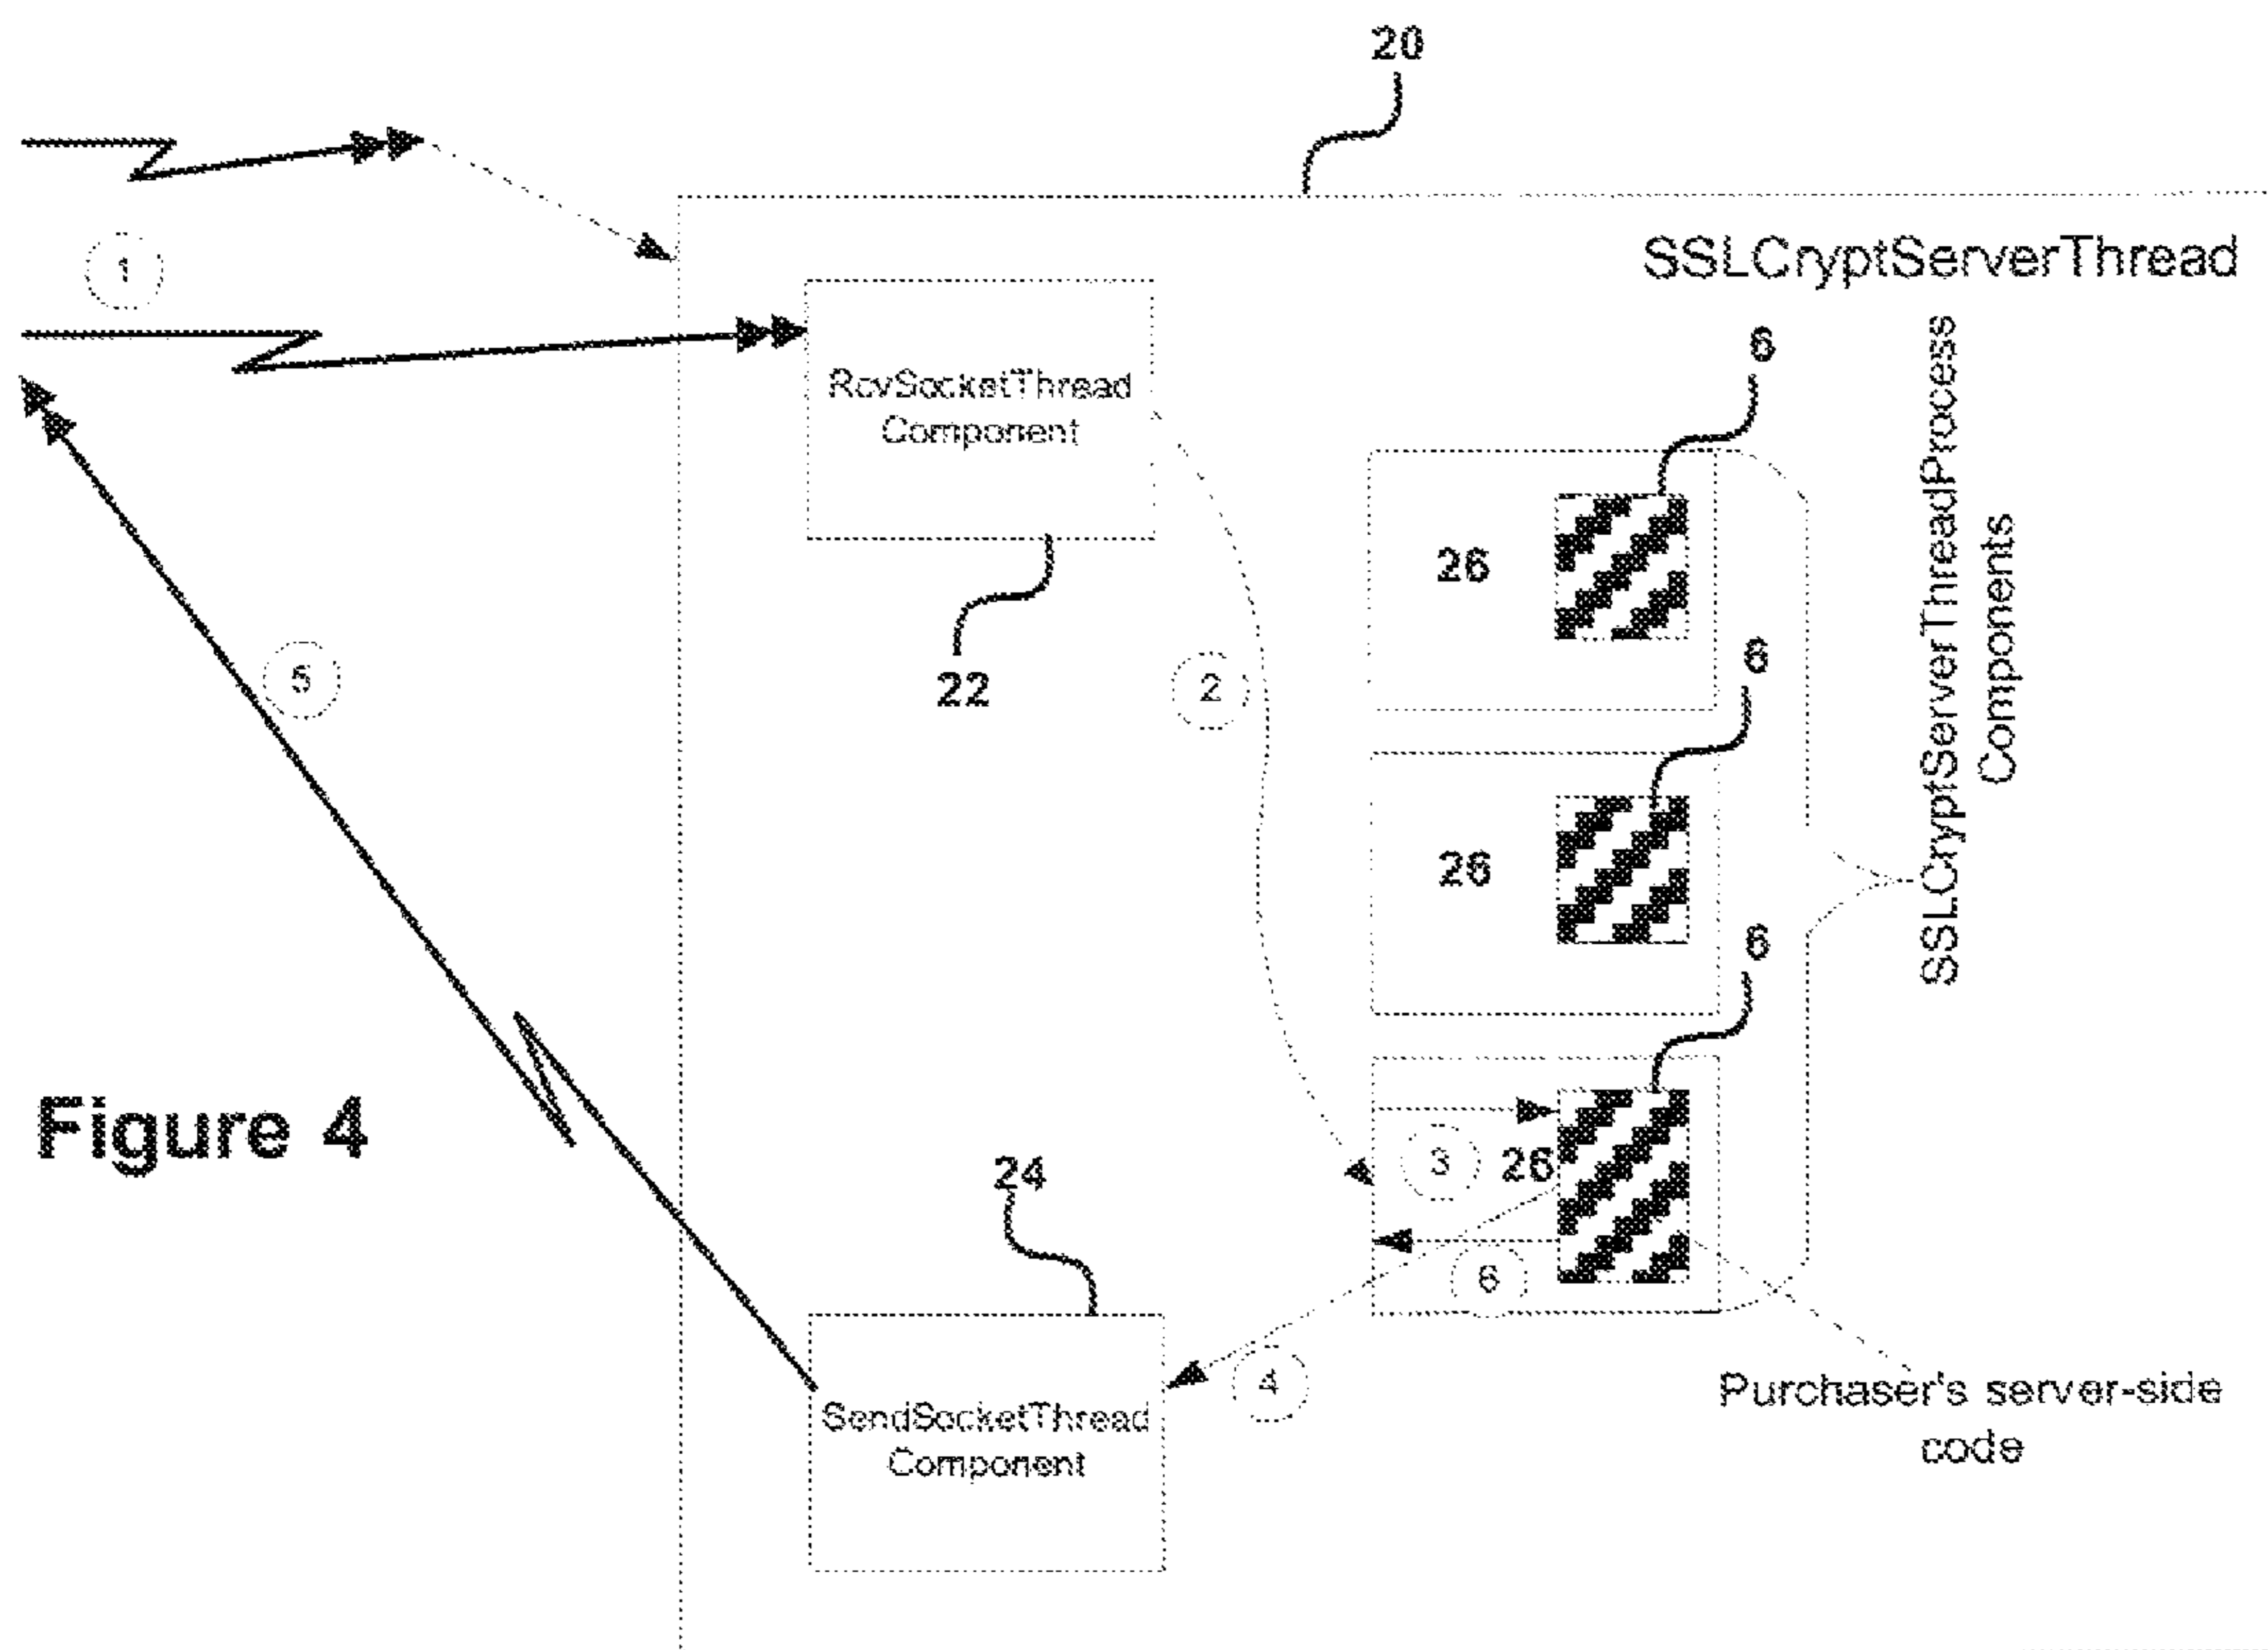 20
1
SSLCryptServerThread
RcvSocketThread
Component
6
SSLCryptServerThreadProcess
Components
26
22
2
5
6
26
6
Figure 4
3
26
24
6
4
SendSocketThread
Component
Purchaser's server-side
code